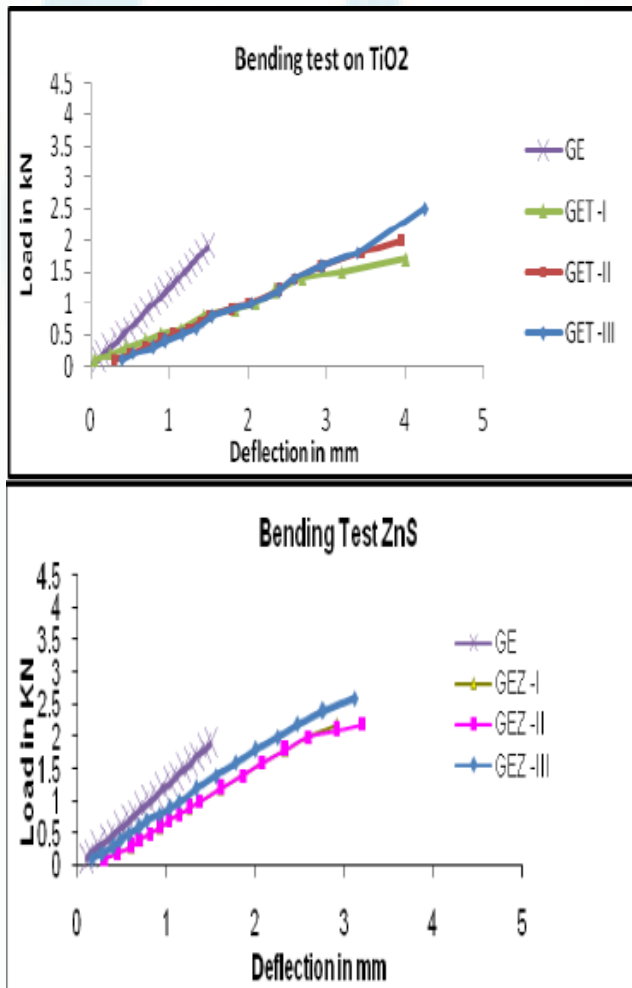 Bending test on TiO2
4.5
4
3.5
3
2.5
2
1.5
1
0.5
0
Load in kN
0 1 2 3 4 5
Deflection in mm
GE
GET -I
GET -II
GET -III
Bending Test ZnS
4.5
4
3.5
3
2.5
2
1.5
1
0.5
0
Load in KN
0 1 2 3 4 5
Deflection in mm
GE
GEZ -I
GEZ -II
GEZ -III